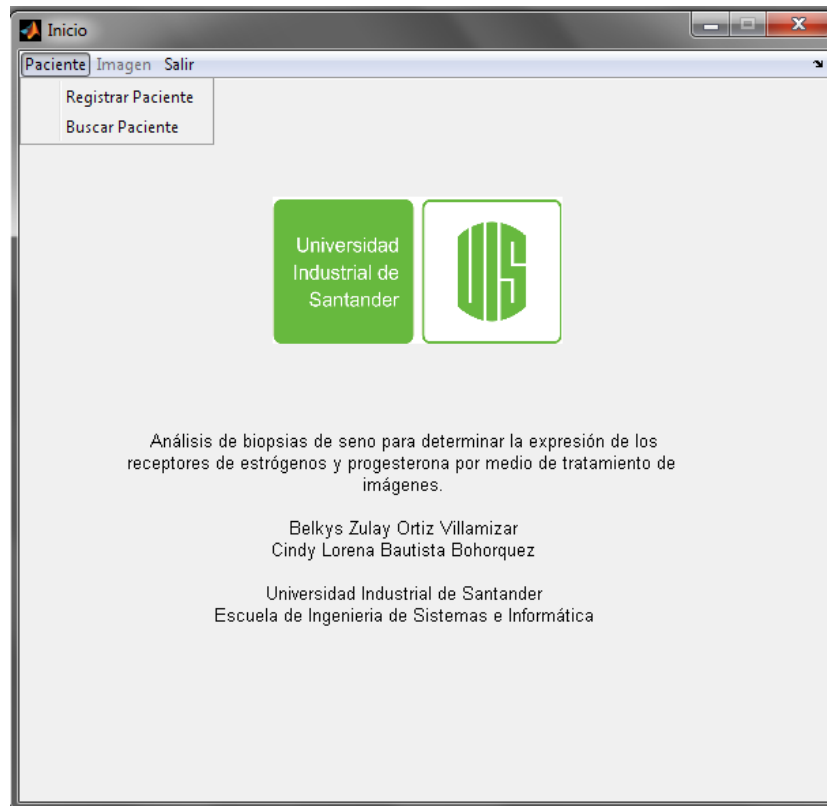 Inicio
Paciente Imagen Salir
Registrar Paciente
Buscar Paciente
Universidad
Industrial de
Santander
UIS
Análisis de biopsias de seno para determinar la expresión de los
receptores de estrógenos y progesterona por medio de tratamiento de
imágenes.
Belkys Zulay Ortiz Villamizar
Cindy Lorena Bautista Bohorquez
Universidad Industrial de Santander
Escuela de Ingenieria de Sistemas e Informática